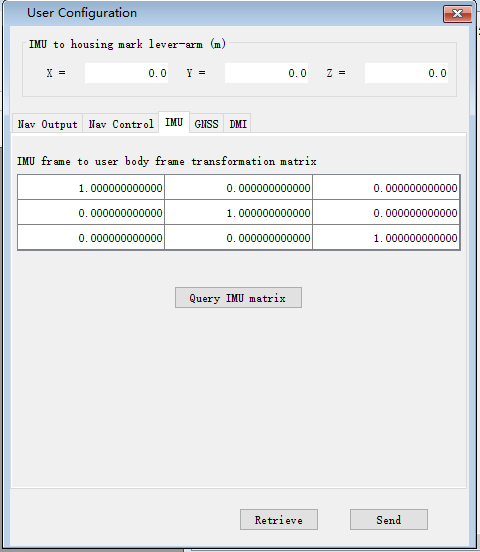 User Configuration
IMU to housing mark lever-arm (m)
X = 0.0 Y = 0.0 Z = 0.0
Nav Output Nav Control IMU GNSS DMI
IMU frame to user body frame transformation matrix
1.000000000000 0.000000000000 0.000000000000
0.000000000000 1.000000000000 0.000000000000
0.000000000000 0.000000000000 1.000000000000
Query IMU matrix
Retrieve Send